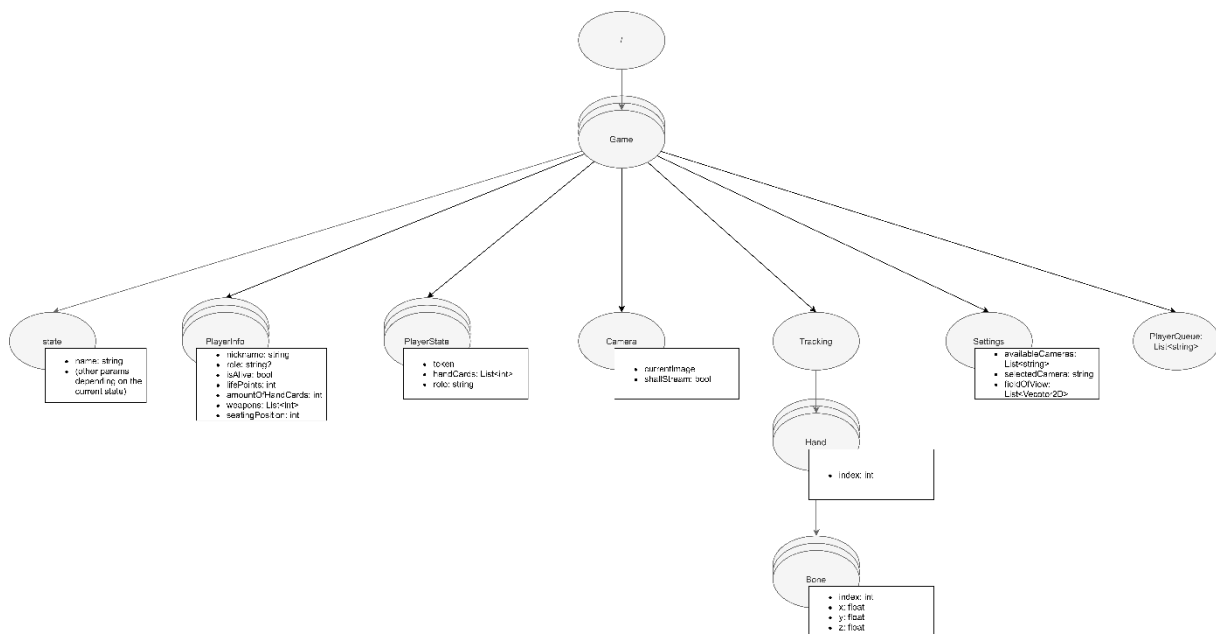 /
Game
state
• name: string
• (other params
depending on the
current state)
PlayerInfo
• nickname: string
• role: string?
• isAlive: bool
• lifePoints: int
• amountOfHandCards: int
• weapons: List<int>
• seatingPosition: int
PlayerState
• token
• handCards: List<int>
• role: string
Camera
• currentImage
• shallStream: bool
Tracking
Settings
• availableCameras:
List<string>
• selectedCamera: string
• fieldOfView:
List<Vecotor2D>
PlayerQueue:
List<string>
Hand
• index: int
Bone
• index: int
• x: float
• y: float
• z: float